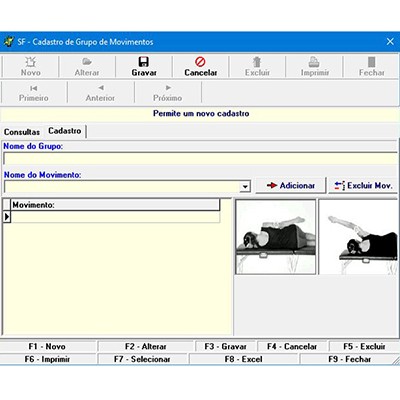 SF - Cadastro de Grupo de Movimentos
Novo Alterar Gravar Cancelar Excluir Imprimir Fechar
Primeiro Anterior Próximo
Permite um novo cadastro
Consultas Cadastro
Nome do Grupo:
Nome do Movimento:
Adicionar Excluir Mov.
Movimento:
F1 - Novo F2 - Alterar F3 - Gravar F4 - Cancelar F5 - Excluir
F6 - Imprimir F7 - Selecionar F8 - Excel F9 - Fechar